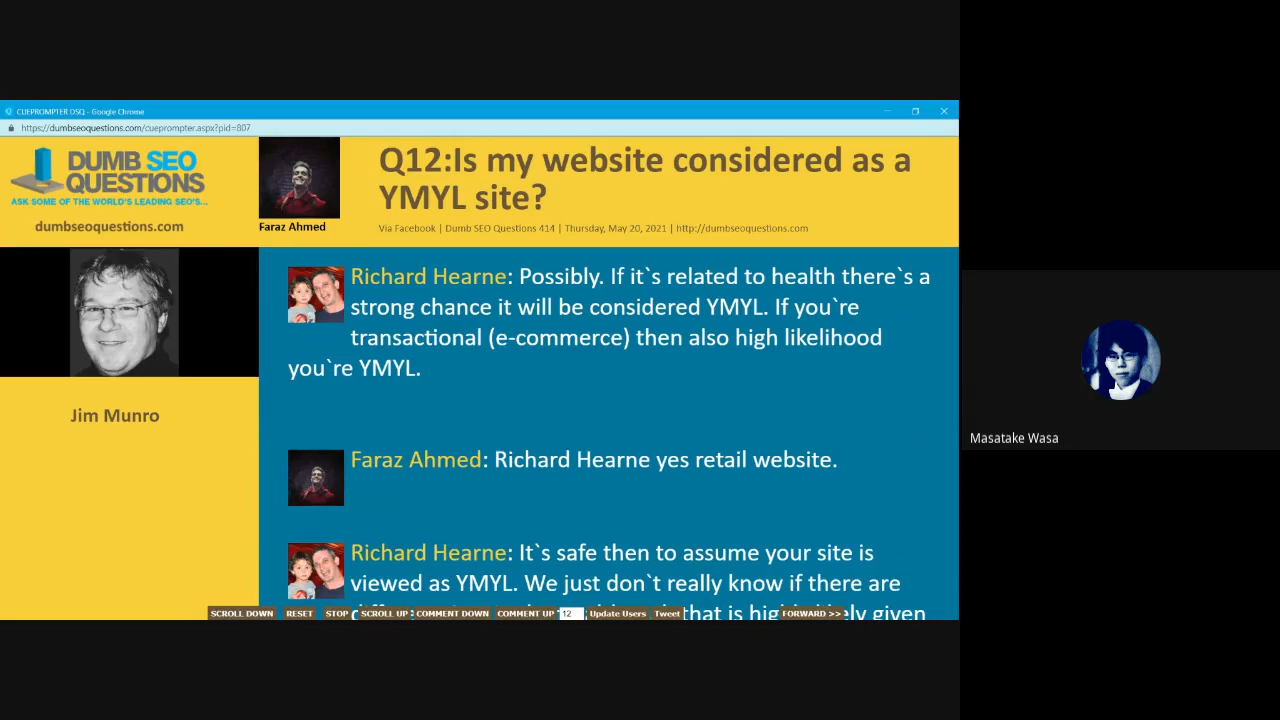 CUEPROMPTER DSQ - Google Chrome
https://dumbseoquestions.com/cueprompter.aspx?pid=807
DUMB SEO
QUESTIONS
ASK SOME OF THE WORLD'S LEADING SEO'S...
dumbseoquestions.com
Faraz Ahmed
Q12:Is my website considered as a
YMYL site?
Via Facebook | Dumb SEO Questions 414 | Thursday, May 20, 2021 | http://dumbseoquestions.com
Jim Munro
Richard Hearne: Possibly. If it`s related to health there`s a
strong chance it will be considered YMYL. If you`re
transactional (e-commerce) then also high likelihood
you`re YMYL.
Faraz Ahmed: Richard Hearne yes retail website.
Richard Hearne: It`s safe then to assume your site is
viewed as YMYL. We just don`t really know if there are
that is given
SCROLL DOWN RESET STOP SCROLL UP COMMENT DOWN COMMENT UP 12 Update Users Tweet FORWARD >>
Masatake Wasa